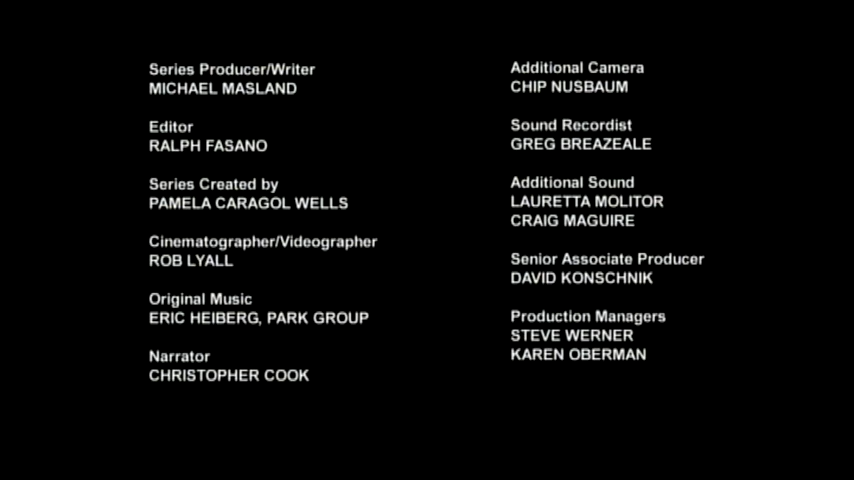 Series Producer/Writer
MICHAEL MASLAND
Editor
RALPH FASANO
Series Created by
PAMELA CARAGOL WELLS
Cinematographer/Videographer
ROB LYALL
Original Music
ERIC HEIBERG, PARK GROUP
Narrator
CHRISTOPHER COOK
Additional Camera
CHIP NUSBAUM
Sound Recordist
GREG BREAZEALE
Additional Sound
LAURETTA MOLITOR
CRAIG MAGUIRE
Senior Associate Producer
DAVID KONSCHNIK
Production Managers
STEVE WERNER
KAREN OBERMAN